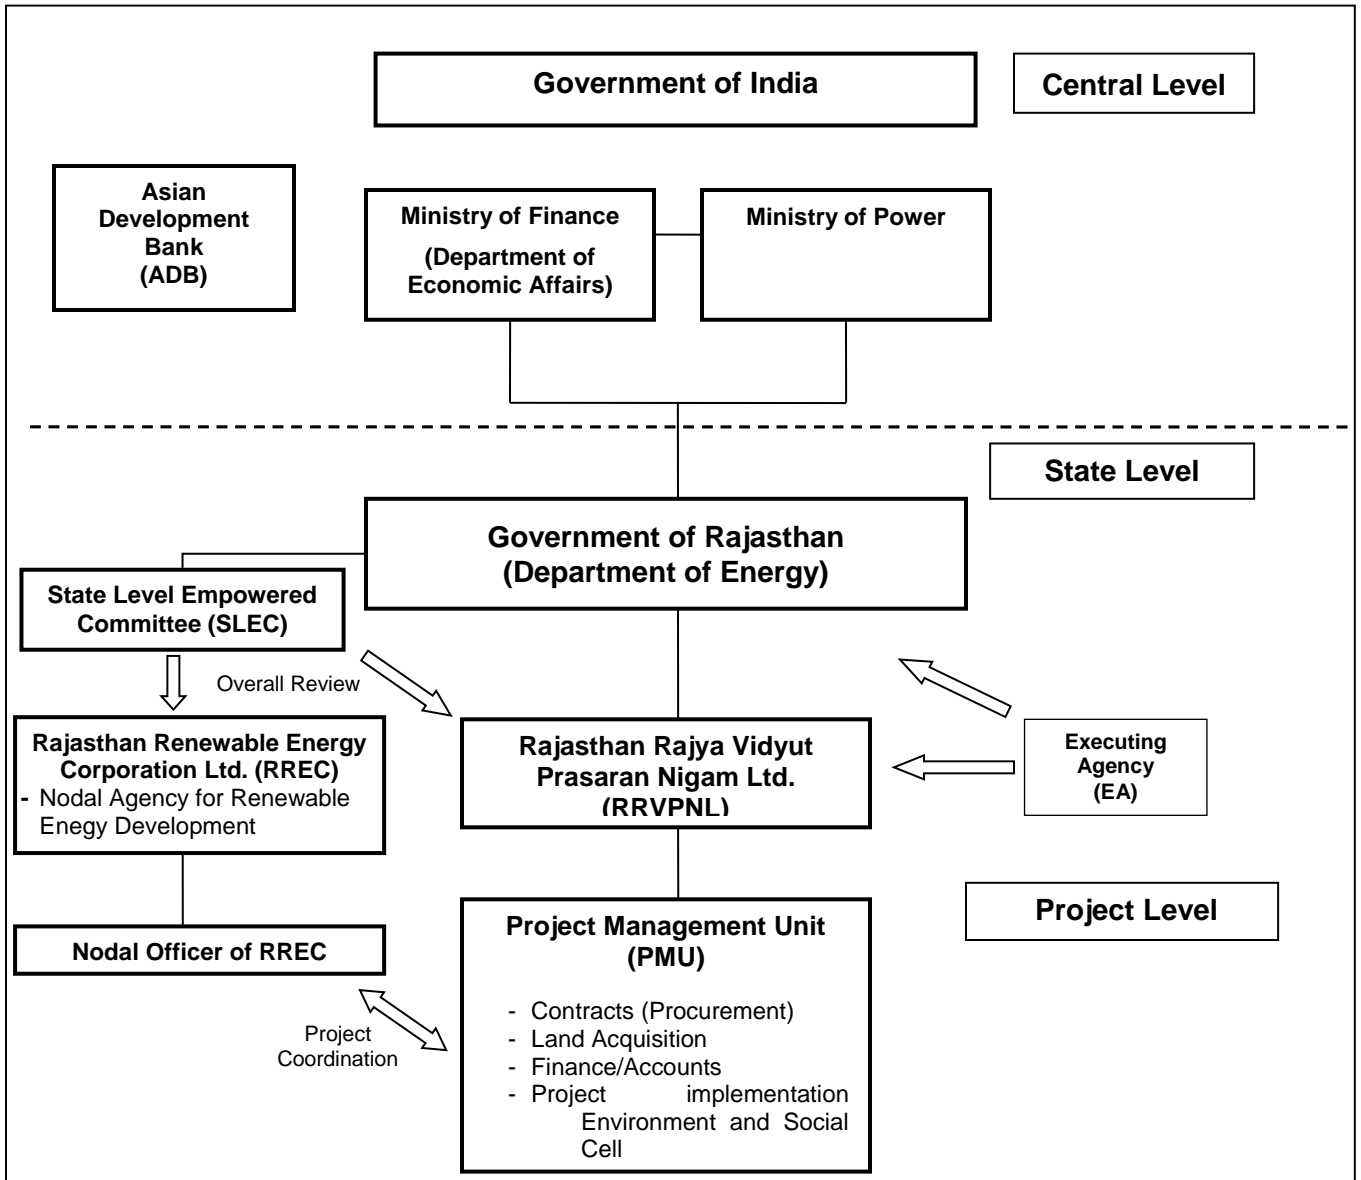 Government of India
Central Level
Asian
Development
Bank
(ADB)
Ministry of Finance
(Department of
Economic Affairs)
Ministry of Power
State Level
Government of Rajasthan
(Department of Energy)
State Level Empowered
Committee (SLEC)
Overall Review
Rajasthan Renewable Energy
Corporation Ltd. (RREC)
- Nodal Agency for Renewable
Enegy Development
Rajasthan Rajya Vidyut
Prasaran Nigam Ltd.
(RRVPNL)
Executing
Agency
(EA)
Project Level
Nodal Officer of RREC
Project
Coordination
Project Management Unit
(PMU)
- Contracts (Procurement)
- Land Acquisition
- Finance/Accounts
- Project implementation
Environment and Social
Cell